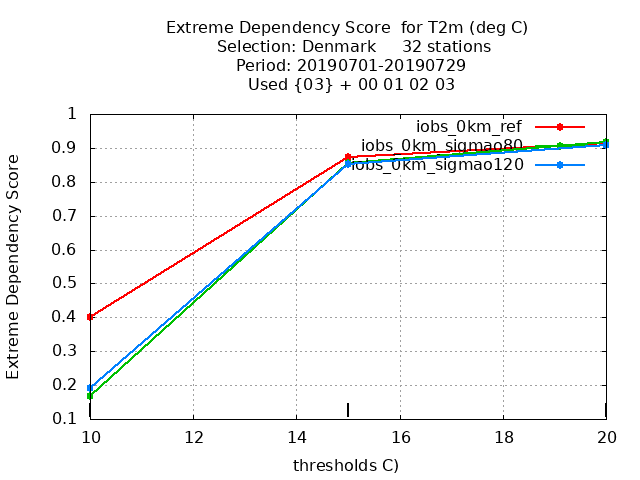 Extreme Dependency Score  for T2m (deg C)
Selection: Denmark     32 stations
Period: 20190701-20190729
Used {03} + 00 01 02 03
Extreme Dependency Score
1
0.9
0.8
0.7
0.6
0.5
0.4
0.3
0.2
0.1
iobs_0km_ref
iobs_0km_sigmao80
iobs_0km_sigmao120
10 12 14 16 18 20
thresholds C)